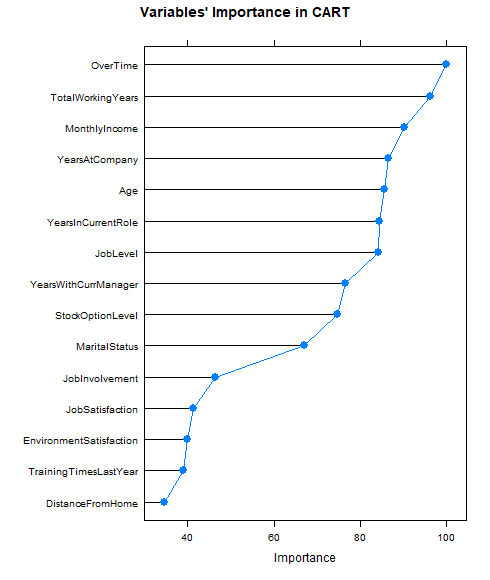 Variables' Importance in CART
OverTime
TotalWorkingYears
MonthlyIncome
YearsAtCompany
Age
YearsInCurrentRole
JobLevel
YearsWithCurrManager
StockOptionLevel
MaritalStatus
JobInvolvement
JobSatisfaction
EnvironmentSatisfaction
TrainingTimesLastYear
DistanceFromHome
40 60 80 100
Importance